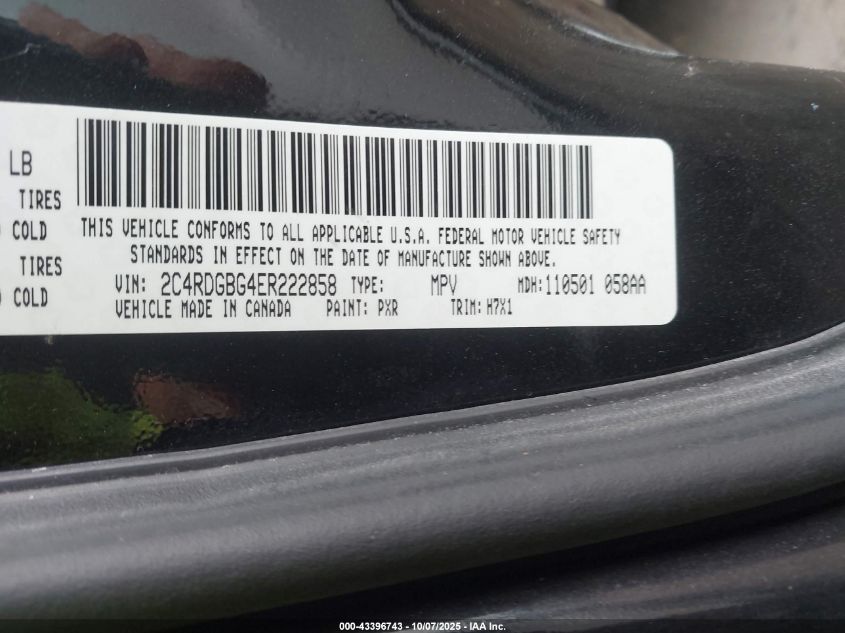 LB
TIRES
COLD
TIRES
COLD
THIS VEHICLE CONFORMS TO ALL APPLICABLE U.S.A. FEDERAL MOTOR VEHICLE SAFETY
STANDARDS IN EFFECT ON THE DATE OF MANUFACTURE SHOWN ABOVE.
VIN: 2C4RDGBG4ER222858 TYPE: MPV MDH:110501 058AA
VEHICLE MADE IN CANADA PAINT: PXR TRIM: H7X1
000-43396743 - 10/07/2025 - IAA Inc.